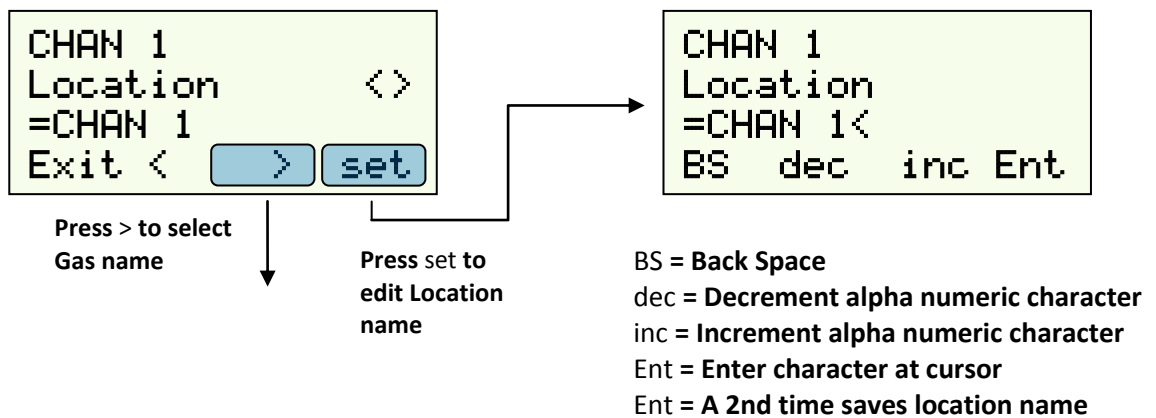 CHAN 1
Location <>
=CHAN 1
Exit < > set
Press > to select
Gas name
Press set to
edit Location
name
CHAN 1
Location
=CHAN 1<
BS dec inc Ent
BS = Back Space
dec = Decrement alpha numeric character
inc = Increment alpha numeric character
Ent = Enter character at cursor
Ent = A 2nd time saves location name